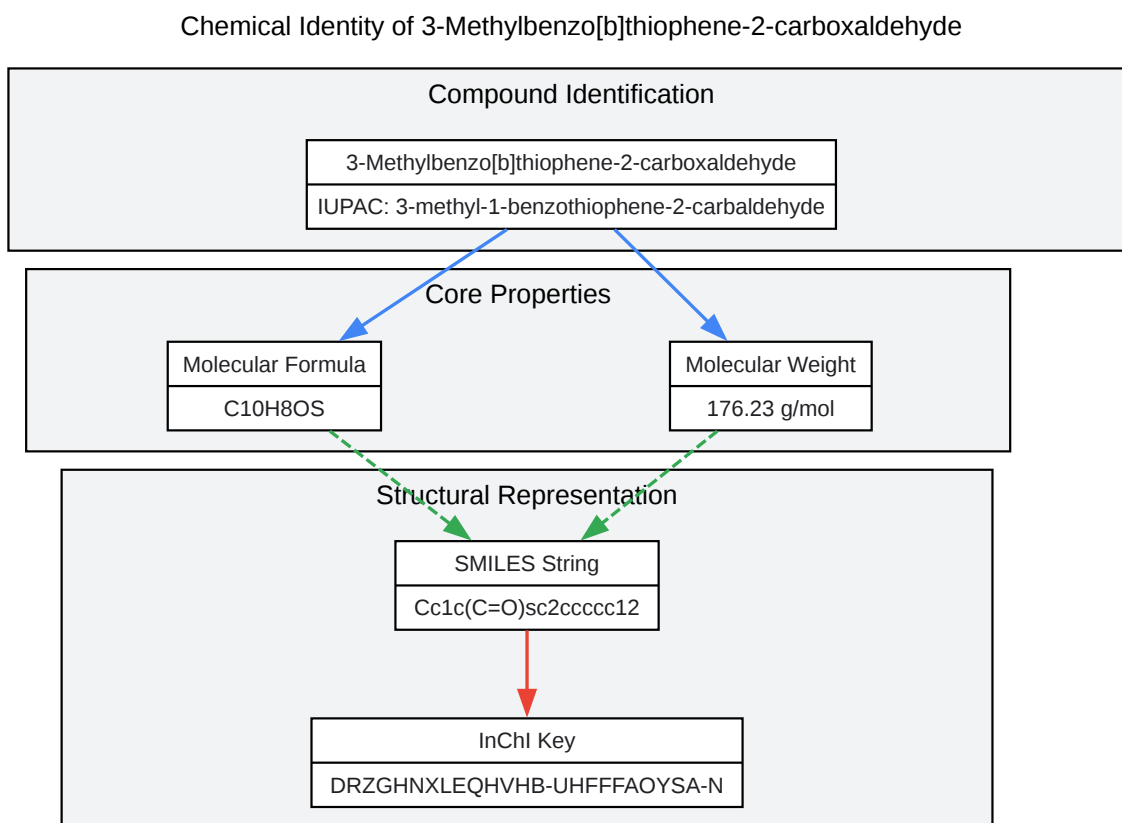 Chemical Identity of 3-Methylbenzo[b]thiophene-2-carboxaldehyde
Compound Identification
3-Methylbenzo[b]thiophene-2-carboxaldehyde
IUPAC: 3-methyl-1-benzothiophene-2-carbaldehyde
Core Properties
Molecular Formula
C10H8OS
Molecular Weight
176.23 g/mol
Structural Representation
SMILES String
Cc1c(C=O)sc2ccccc12
InChI Key
DRZGHNXLEQHVHB-UHFFFAOYSA-N